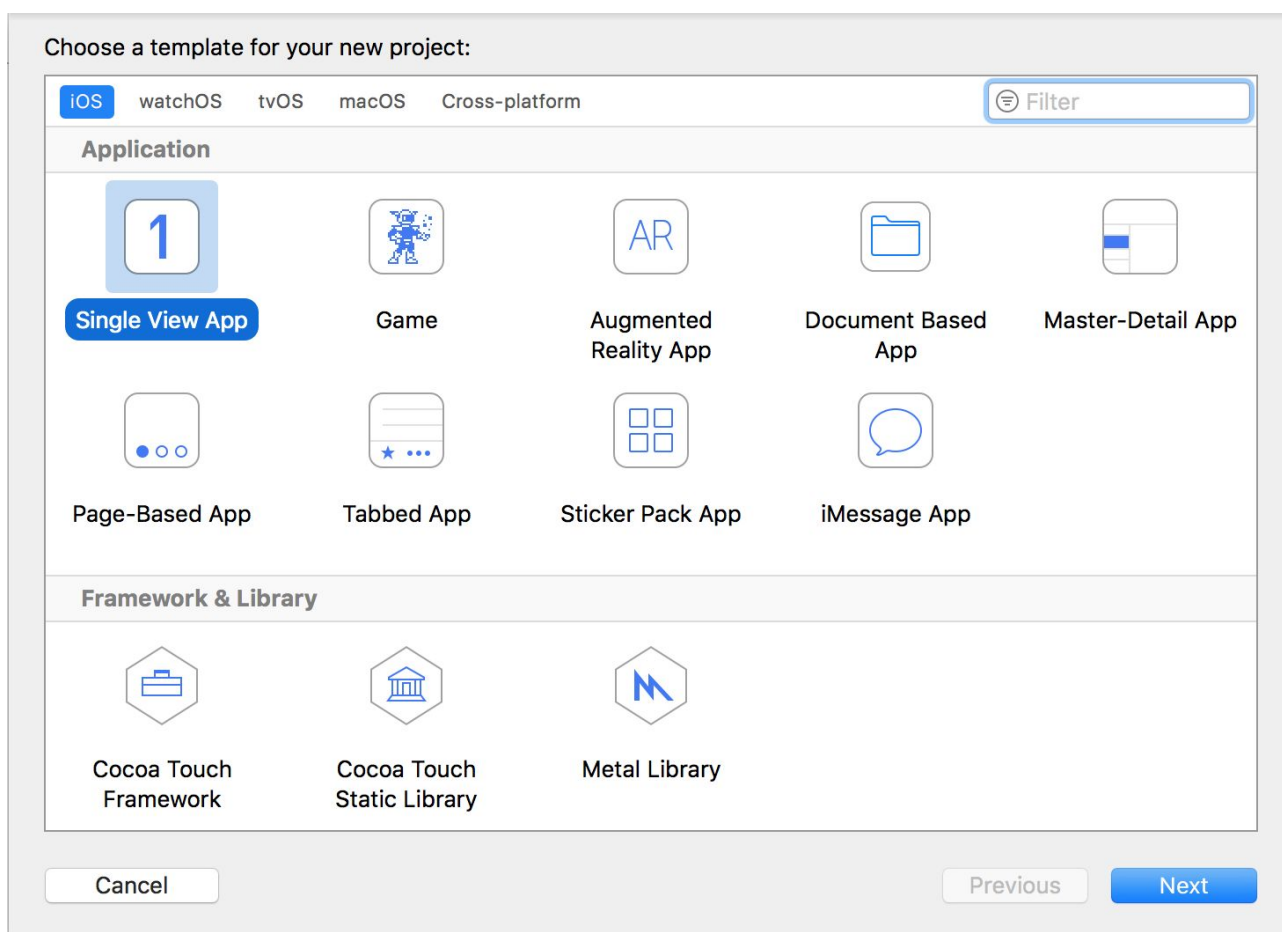 Choose a template for your new project:
iOS watchOS tvOS macOS Cross-platform Filter
Application
1 AR
Single View App Game Augmented Reality App Document Based App Master-Detail App
Page-Based App Tabbed App Sticker Pack App iMessage App
Framework & Library
Cocoa Touch Framework Cocoa Touch Static Library Metal Library
Cancel Previous Next